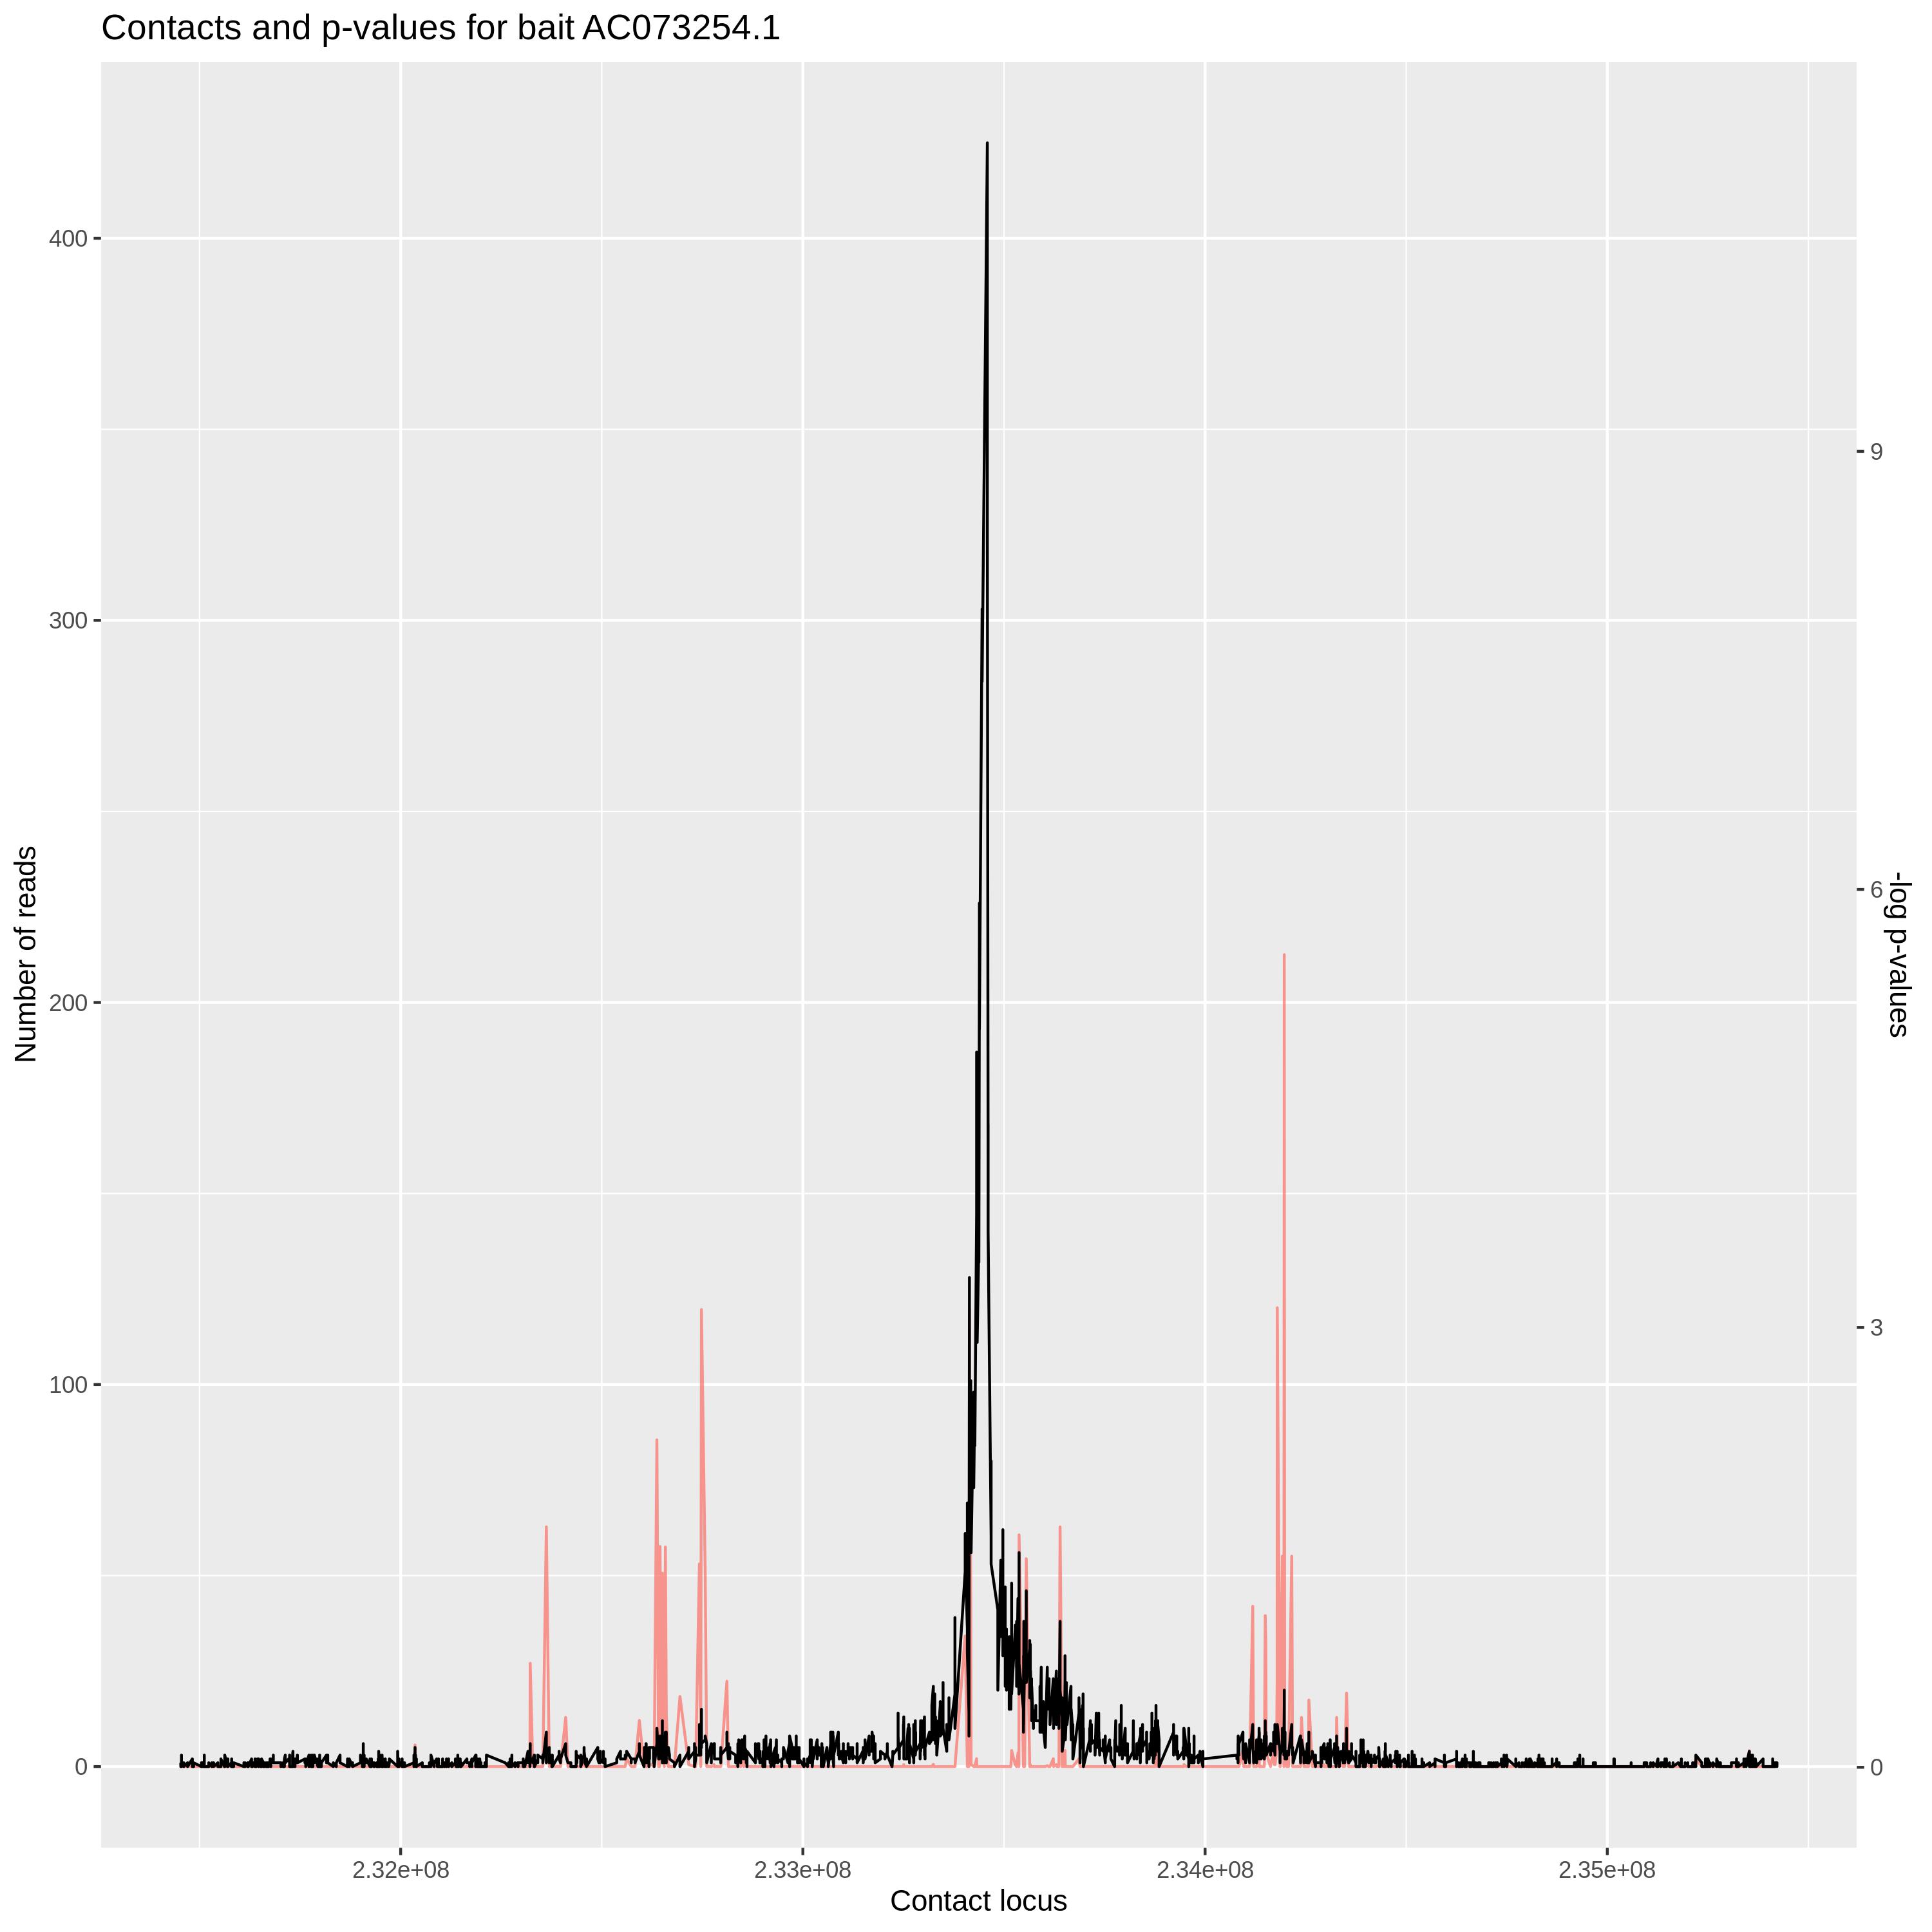 Contacts and p-values for bait AC073254.1
400
300
200
100
0
Number of reads
9
6
3
0
-log p-values
2.32e+08
2.33e+08
2.34e+08
2.35e+08
Contact locus